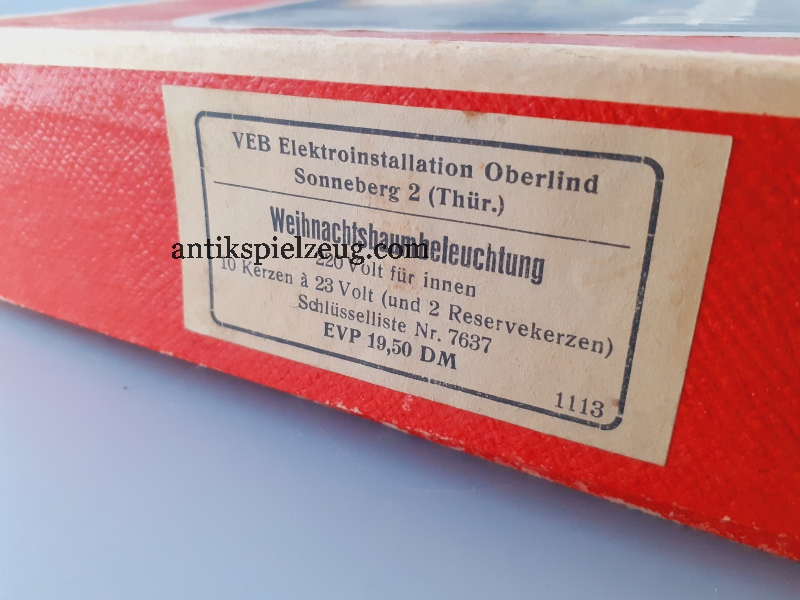 VEB Elektroinstallation Oberlind
Sonneberg 2 (Thür.)
Weihnachtsbaumbeleuchtung
antikspielzeug.com
220 Volt für innen
10 Kerzen à 23 Volt (und 2 Reservekerzen)
Schlüsselliste Nr. 7637
EVP 19,50 DM
1113